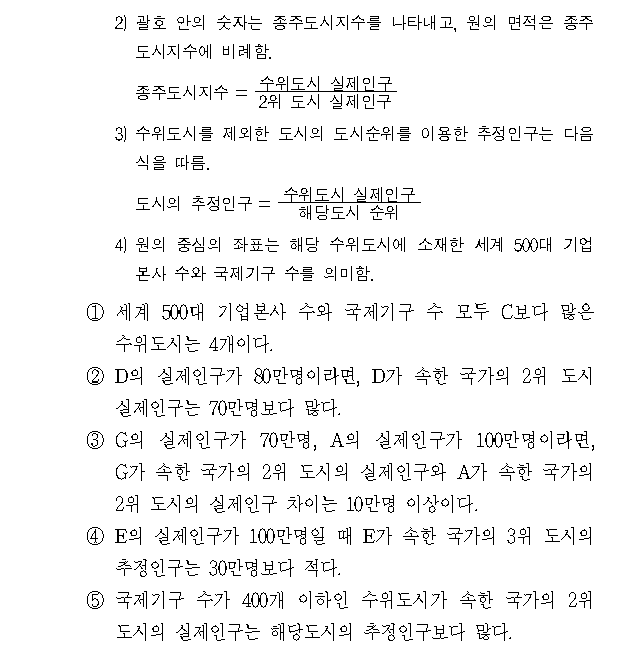 2) 괄호 안의 숫자는 종주도시지수를 나타내고, 원의 면적은 종주
도시지수에 비례함.
종주도시지수 = 수위도시 실제인구
2위 도시 실제인구
3) 수위도시를 제외한 도시의 도시순위를 이용한 추정인구는 다음
식을 따름.
도시의 추정인구 = 수위도시 실제인구
해당도시 순위
4) 원의 중심의 좌표는 해당 수위도시에 소재한 세계 500대 기업
본사 수와 국제기구 수를 의미함.
① 세계 500대 기업본사 수와 국제기구 수 모두 C보다 많은
수위도시는 4개이다.
② D의 실제인구가 80만명이라면, D가 속한 국가의 2위 도시
실제인구는 70만명보다 많다.
③ G의 실제인구가 70만명, A의 실제인구가 100만명이라면,
G가 속한 국가의 2위 도시의 실제인구와 A가 속한 국가의
2위 도시의 실제인구 차이는 10만명 이상이다.
④ E의 실제인구가 100만명일 때 E가 속한 국가의 3위 도시의
추정인구는 30만명보다 적다.
⑤ 국제기구 수가 400개 이하인 수위도시가 속한 국가의 2위
도시의 실제인구는 해당도시의 추정인구보다 많다.